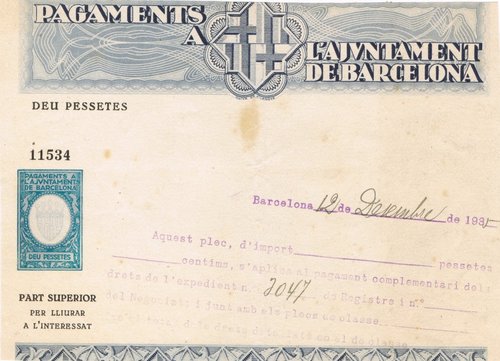 PAGAMENTS
A
L'AJVNTAMENT
DE BARCELONA
DEU PESSETES
11534
PAGAMENTS A
L'AJUNTAMENTS
DE BARCELONA
DEU PESSETES
PART SUPERIOR
PER LLIURAR
A L'INTERESSAT
Barcelona 12 de Desembre de 193
Aquest plec, d'import pessetes
centims, s'aplica al pagament complementari dels
drets de l'expedient n.º 3047 de Registre i n.º
del Negociat; junt amb els plecs de classe